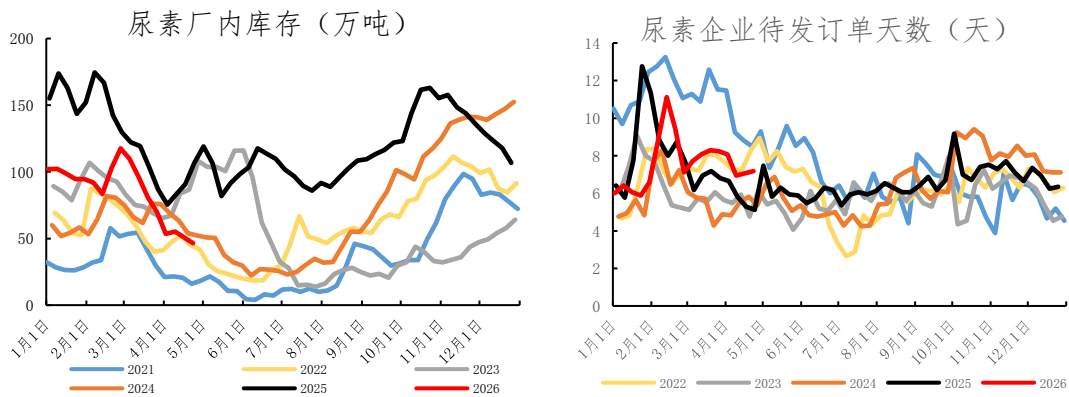 尿素厂内库存（万吨）
200
150
100
50
0
1月1日
2月1日
3月1日
4月1日
5月1日
6月1日
7月1日
8月1日
9月1日
10月1日
11月1日
12月1日
2021
2022
2023
2024
2025
2026
尿素企业待发订单天数（天）
14
12
10
8
6
4
2
0
1月1日
2月1日
3月1日
4月1日
5月1日
6月1日
7月1日
8月1日
9月1日
10月1日
11月1日
12月1日
2022
2023
2024
2025
2026